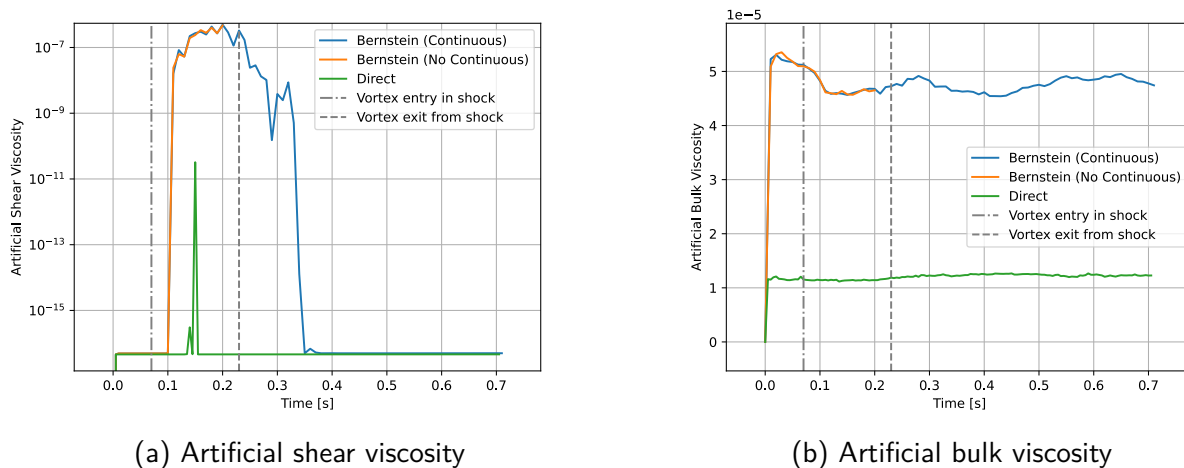 10⁻⁷
10⁻⁹
10⁻¹¹
10⁻¹³
10⁻¹⁵
Artificial Shear Viscosity
Bernstein (Continuous)
Bernstein (No Continuous)
Direct
Vortex entry in shock
Vortex exit from shock
0.0 0.1 0.2 0.3 0.4 0.5 0.6 0.7
Time [s]
(a) Artificial shear viscosity
1e−5
5
4
3
2
1
0
Artificial Bulk Viscosity
Bernstein (Continuous)
Bernstein (No Continuous)
Direct
Vortex entry in shock
Vortex exit from shock
0.0 0.1 0.2 0.3 0.4 0.5 0.6 0.7
Time [s]
(b) Artificial bulk viscosity